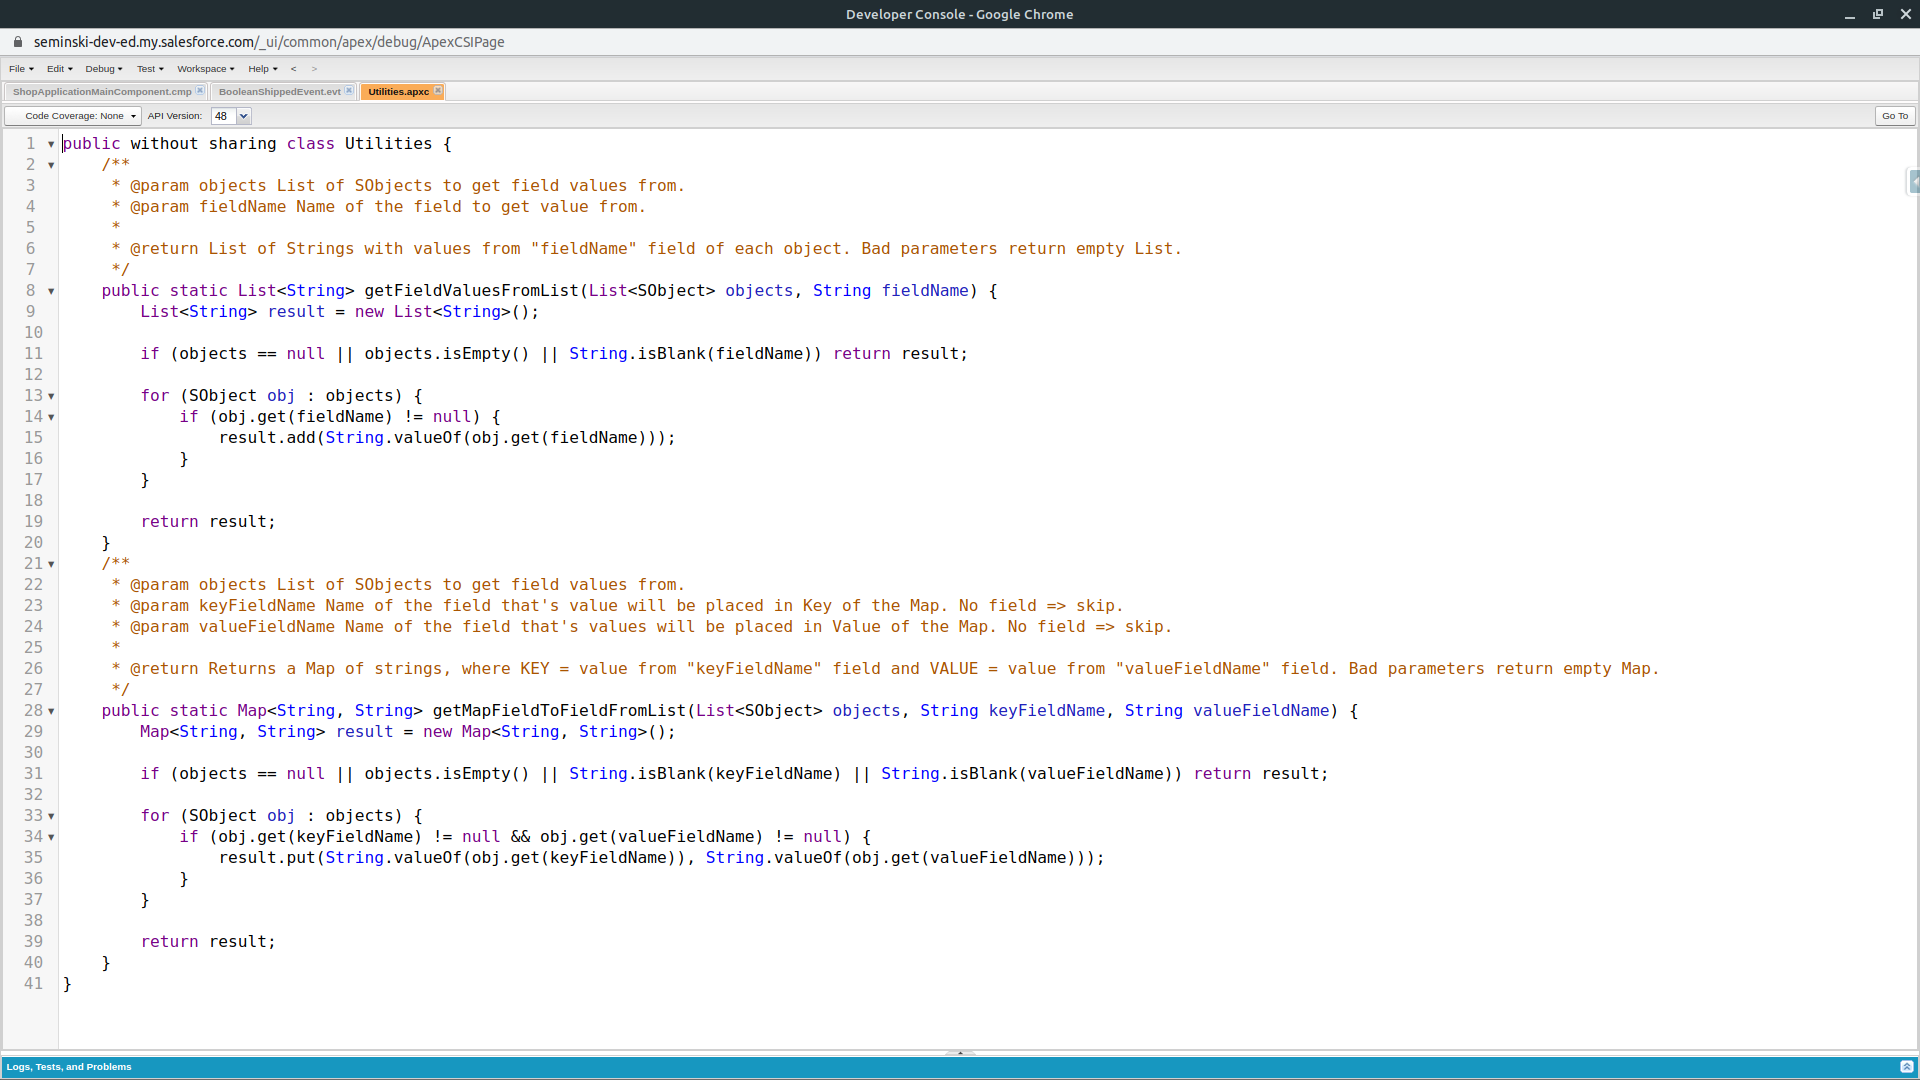 Developer Console - Google Chrome
seminski-dev-ed.my.salesforce.com/_ui/common/apex/debug/ApexCSIPage
File Edit Debug Test Workspace Help < >
ShopApplicationMainComponent.cmp BooleanShippedEvent.evt Utilities.apxc
Code Coverage: None API Version: 48 Go To
1 public without sharing class Utilities {
2 /**
3 * @param objects List of SObjects to get field values from.
4 * @param fieldName Name of the field to get value from.
5 *
6 * @return List of Strings with values from "fieldName" field of each object. Bad parameters return empty List.
7 */
8 public static List<String> getFieldValuesFromList(List<SObject> objects, String fieldName) {
9 List<String> result = new List<String>();
10
11 if (objects == null || objects.isEmpty() || String.isBlank(fieldName)) return result;
12
13 for (SObject obj : objects) {
14 if (obj.get(fieldName) != null) {
15 result.add(String.valueOf(obj.get(fieldName)));
16 }
17 }
18
19 return result;
20 }
21 /**
22 * @param objects List of SObjects to get field values from.
23 * @param keyFieldName Name of the field that's value will be placed in Key of the Map. No field => skip.
24 * @param valueFieldName Name of the field that's values will be placed in Value of the Map. No field => skip.
25 *
26 * @return Returns a Map of strings, where KEY = value from "keyFieldName" field and VALUE = value from "valueFieldName" field. Bad parameters return empty Map.
27 */
28 public static Map<String, String> getMapFieldToFieldFromList(List<SObject> objects, String keyFieldName, String valueFieldName) {
29 Map<String, String> result = new Map<String, String>();
30
31 if (objects == null || objects.isEmpty() || String.isBlank(keyFieldName) || String.isBlank(valueFieldName)) return result;
32
33 for (SObject obj : objects) {
34 if (obj.get(keyFieldName) != null && obj.get(valueFieldName) != null) {
35 result.put(String.valueOf(obj.get(keyFieldName)), String.valueOf(obj.get(valueFieldName)));
36 }
37 }
38
39 return result;
40 }
41 }
Logs, Tests, and Problems